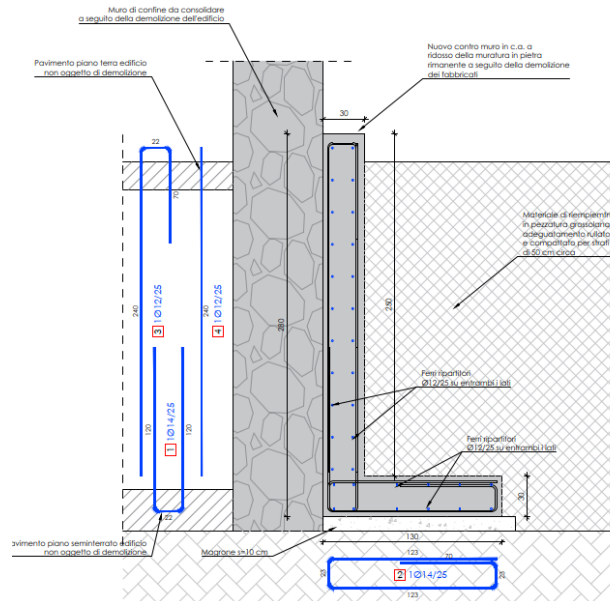 Muro di confine da consolidare
a seguito della demolizione dell'edificio
Pavimento piano terra edificio
non oggetto di demolizione
Nuovo contro muro in c.a. a
ridosso della muratura in pietra
rimanente a seguito della demolizione
dei fabbricati
30
22
70
Materiale di riempiemn
in pezzatura grossolana
adeguatamento rullato
e compattato per strati
di 50 cm circa
240
3 1Ø12/25
240
4 1Ø12/25
280
250
Ferri ripartitori
Ø12/25 su entrambi i lati
120
1 1Ø14/25
120
Ferri ripartitori
Ø12/25 su entrambi i lati
22
30
avimento piano seminterrato edificio
non oggetto di demolizione
Magrone s=10 cm
130
123
70
23
2 1Ø14/25
25
123